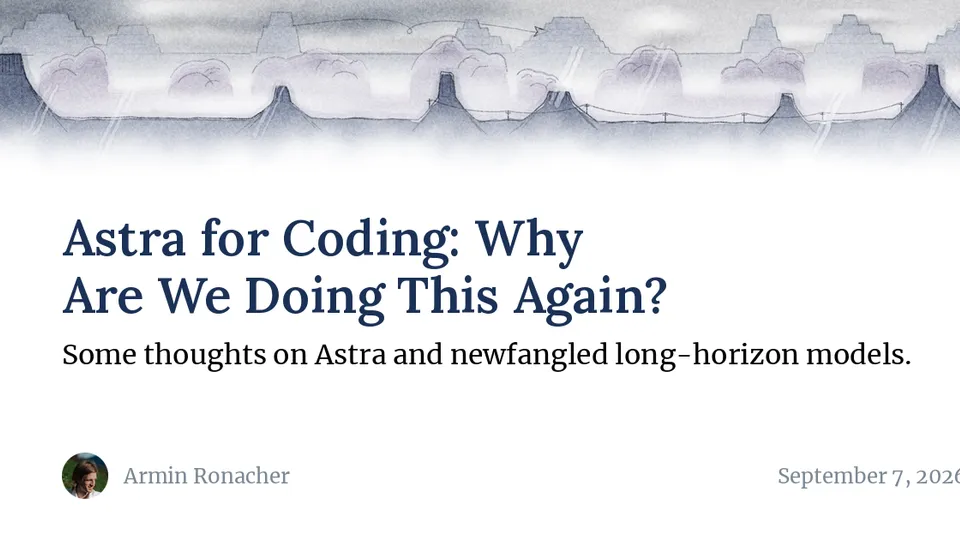 Astra for Coding: Why
Are We Doing This Again?
Some thoughts on Astra and newfangled long-horizon models.
Armin Ronacher
September 7, 2026